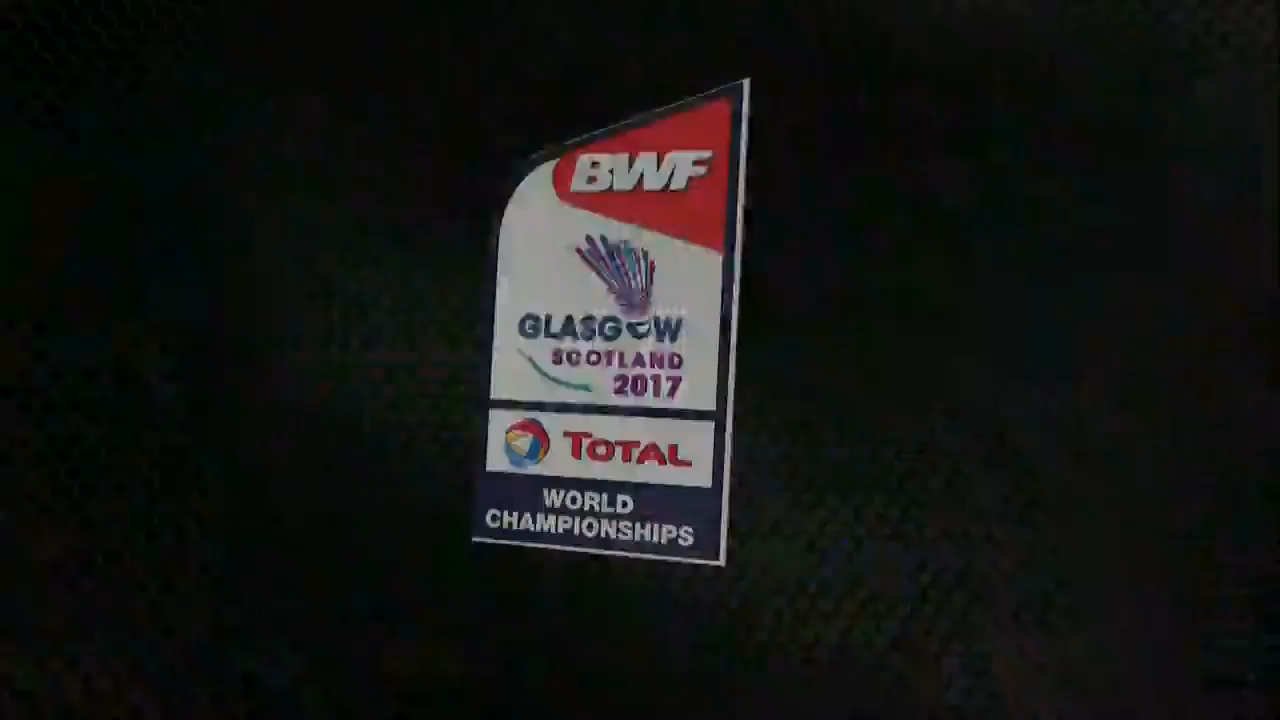 BWF
GLASGOW
SCOTLAND
2017
TOTAL
WORLD
CHAMPIONSHIPS